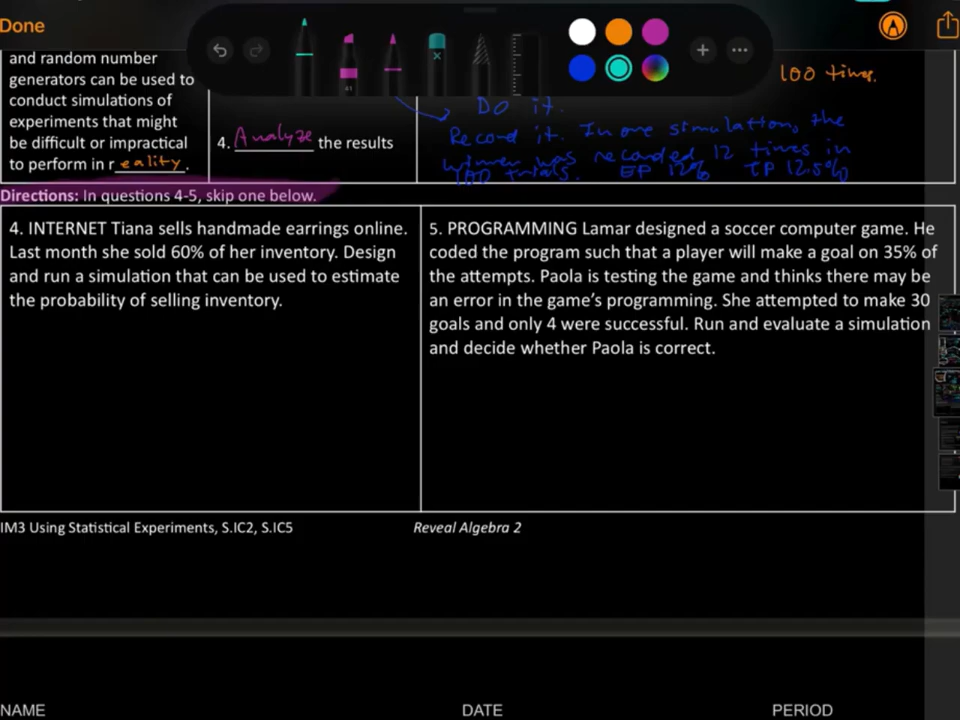 Done
and random number
generators can be used to
conduct simulations of
experiments that might
be difficult or impractical
to perform in reality.
4. Analyze the results
100 times.
Do it.
Record it. In one simulation, the
winner was recorded 12 times in
100 trials. EP 12% TP 12.5%
Directions: In questions 4-5, skip one below.
4. INTERNET Tiana sells handmade earrings online.
Last month she sold 60% of her inventory. Design
and run a simulation that can be used to estimate
the probability of selling inventory.
5. PROGRAMMING Lamar designed a soccer computer game. He
coded the program such that a player will make a goal on 35% of
the attempts. Paola is testing the game and thinks there may be
an error in the game's programming. She attempted to make 30
goals and only 4 were successful. Run and evaluate a simulation
and decide whether Paola is correct.
IM3 Using Statistical Experiments, S.IC2, S.IC5
Reveal Algebra 2
NAME
DATE
PERIOD